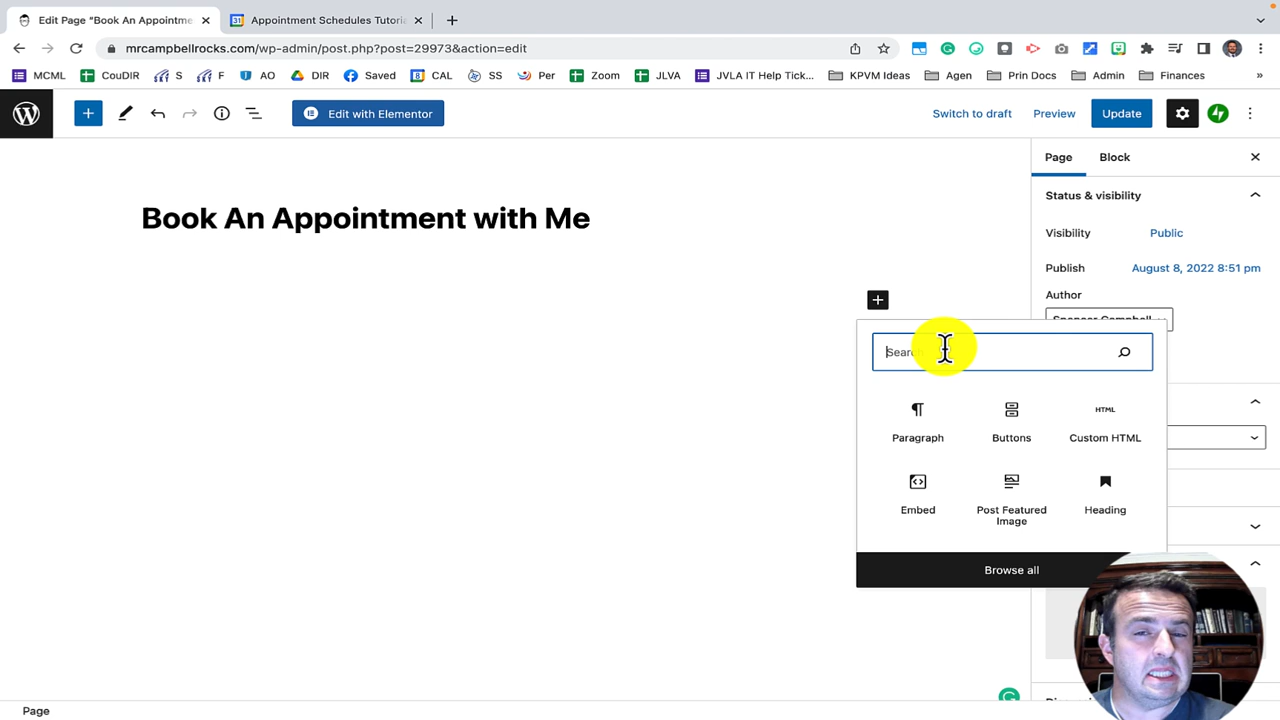 Edit Page “Book An Appointme
Appointment Schedules Tutoria
mrcampbellrocks.com/wp-admin/post.php?post=29973&action=edit
MCML CouDIR S F AO DIR Saved CAL SS Per Zoom JLVA JVLA IT Help Tick... KPVM Ideas Agen Prin Docs Admin Finances »
Edit with Elementor Switch to draft Preview Update
Page Block
Status & visibility
Book An Appointment with Me
Visibility Public
Publish August 8, 2022 8:51 pm
Author
Spencer Campbell
Search
Paragraph Buttons Custom HTML
HTML
Embed Post Featured Image Heading
Browse all
Page